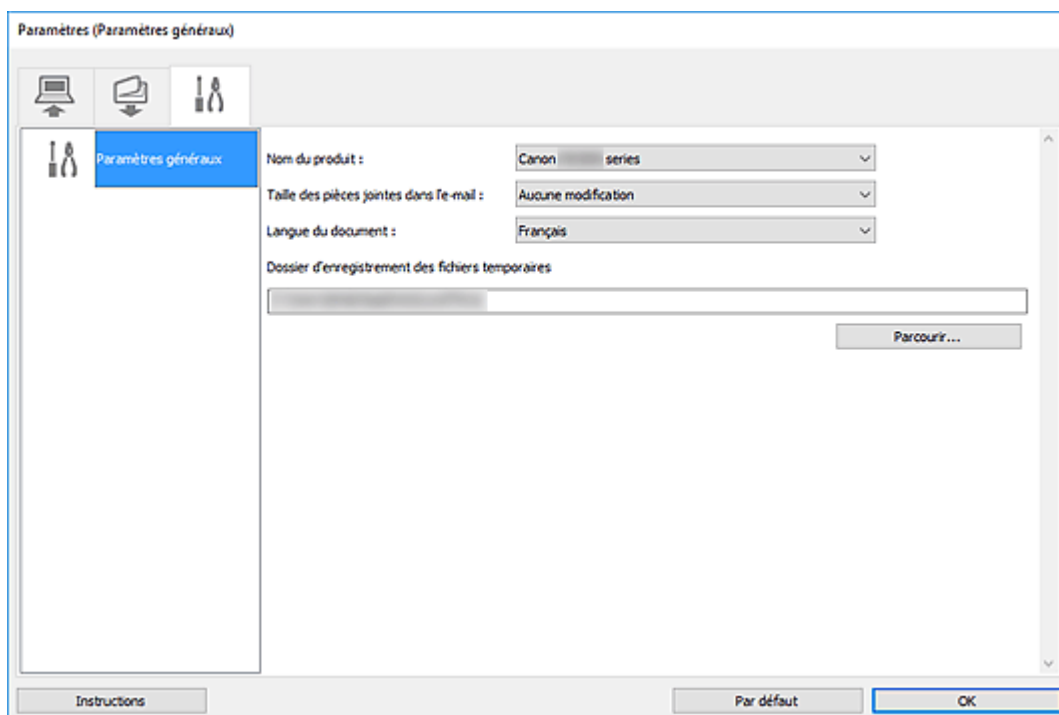 Paramètres (Paramètres généraux)
Paramètres généraux
Nom du produit :
Canon series
Taille des pièces jointes dans l'e-mail :
Aucune modification
Langue du document :
Français
Dossier d'enregistrement des fichiers temporaires
Parcourir...
Instructions
Par défaut
OK